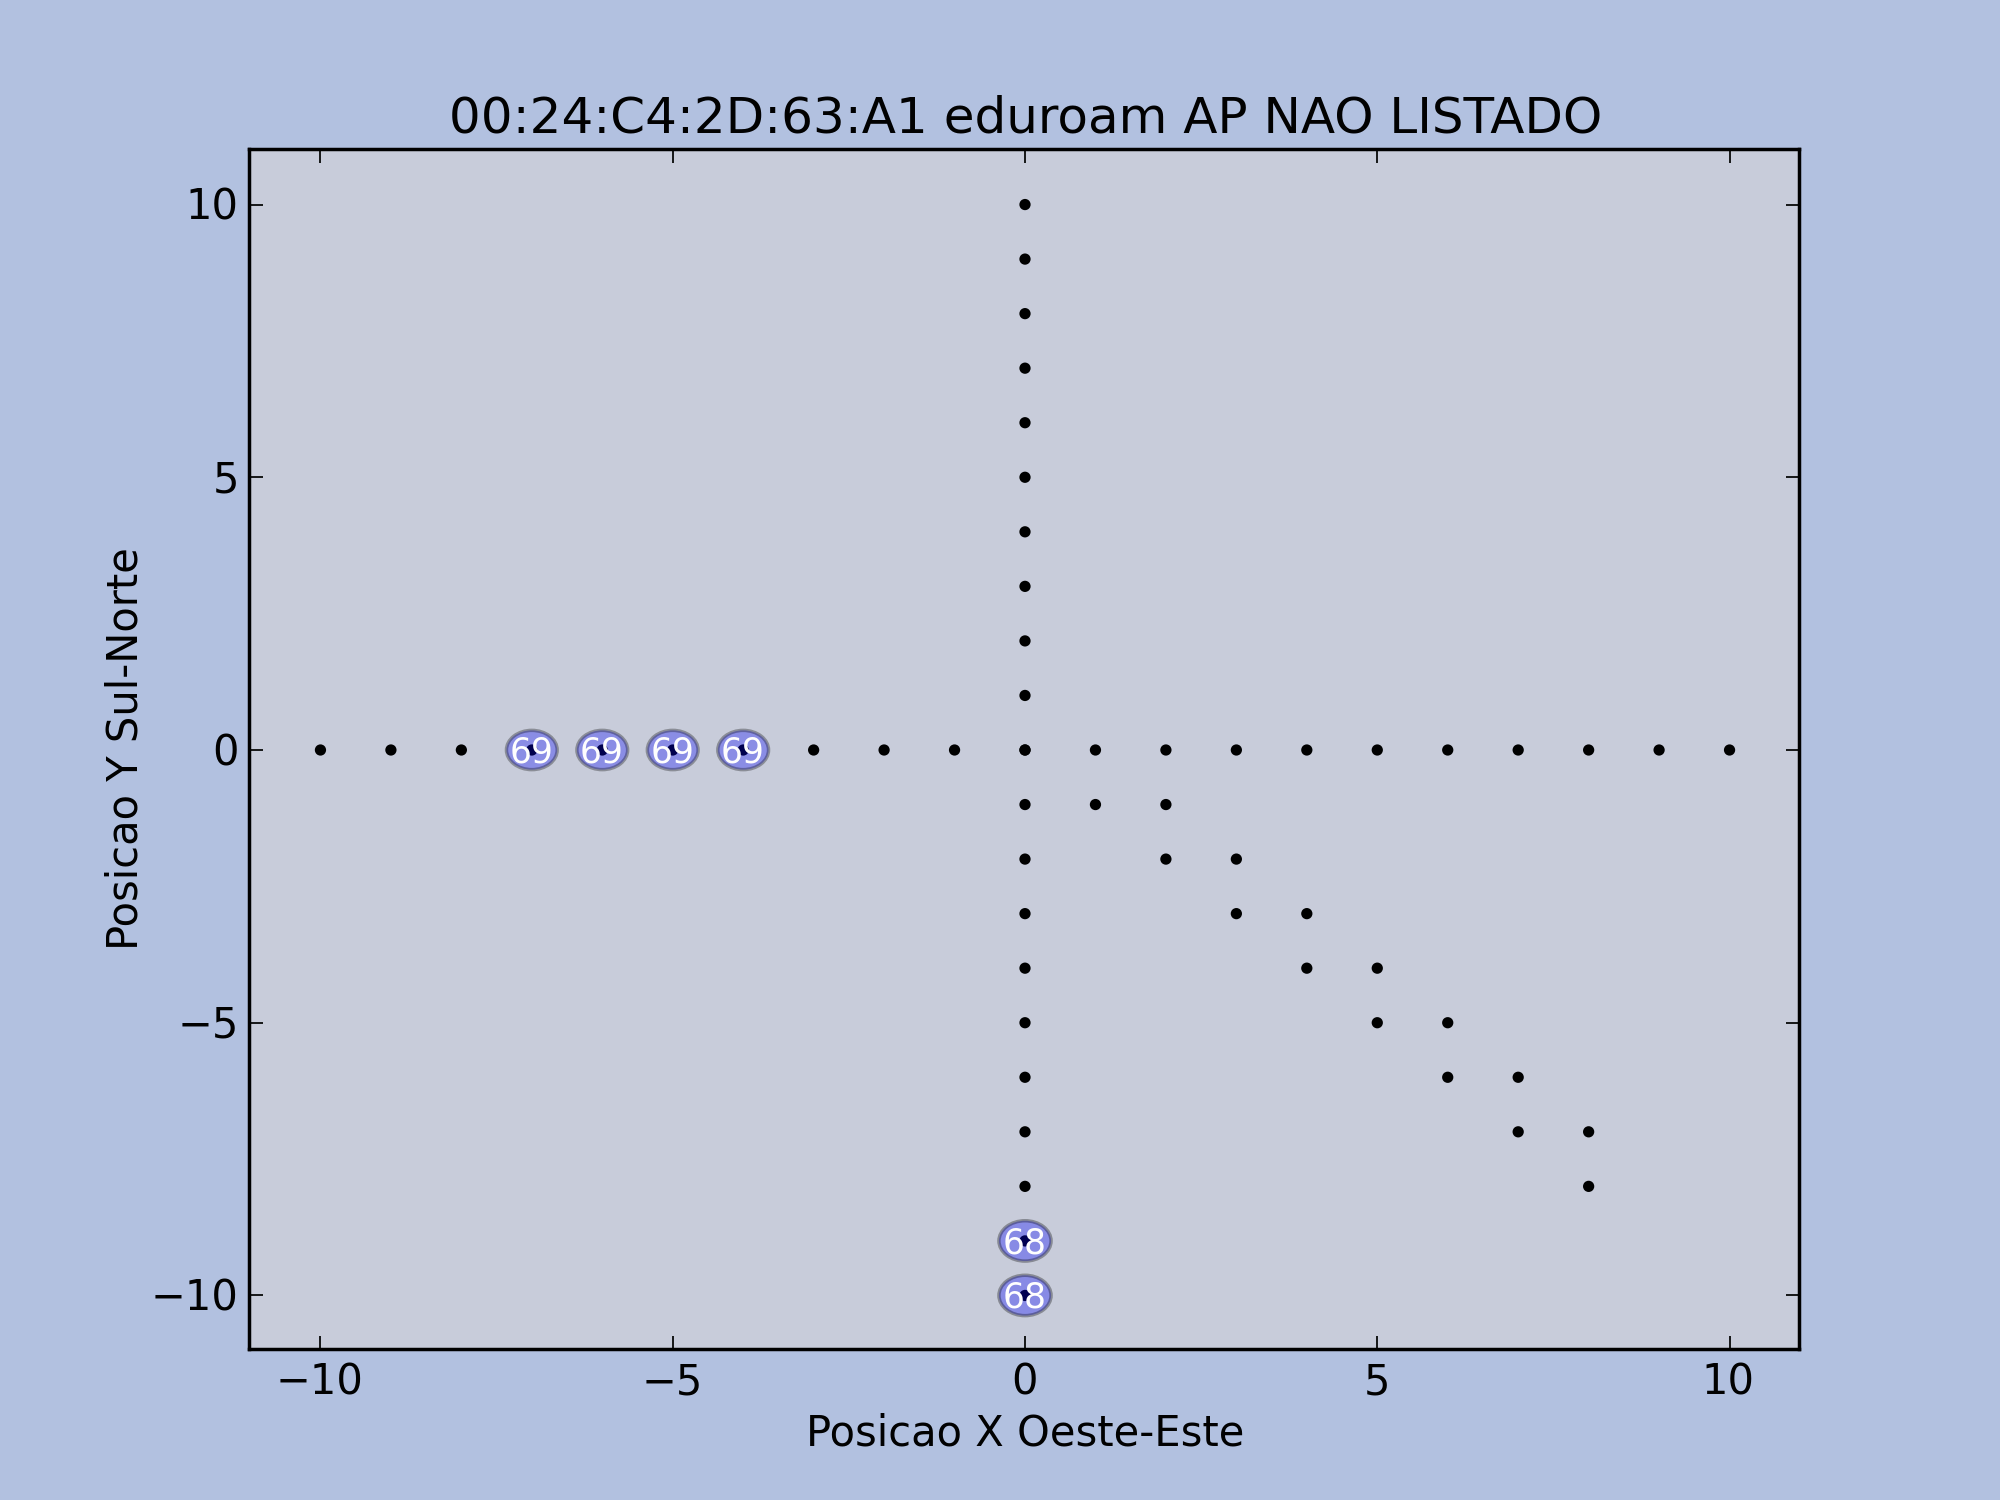 00:24:C4:2D:63:A1 eduroam AP NAO LISTADO
10
5
0
−5
−10
Posicao Y Sul-Norte
69 69 69 69
68
68
−10 −5 0 5 10
Posicao X Oeste-Este